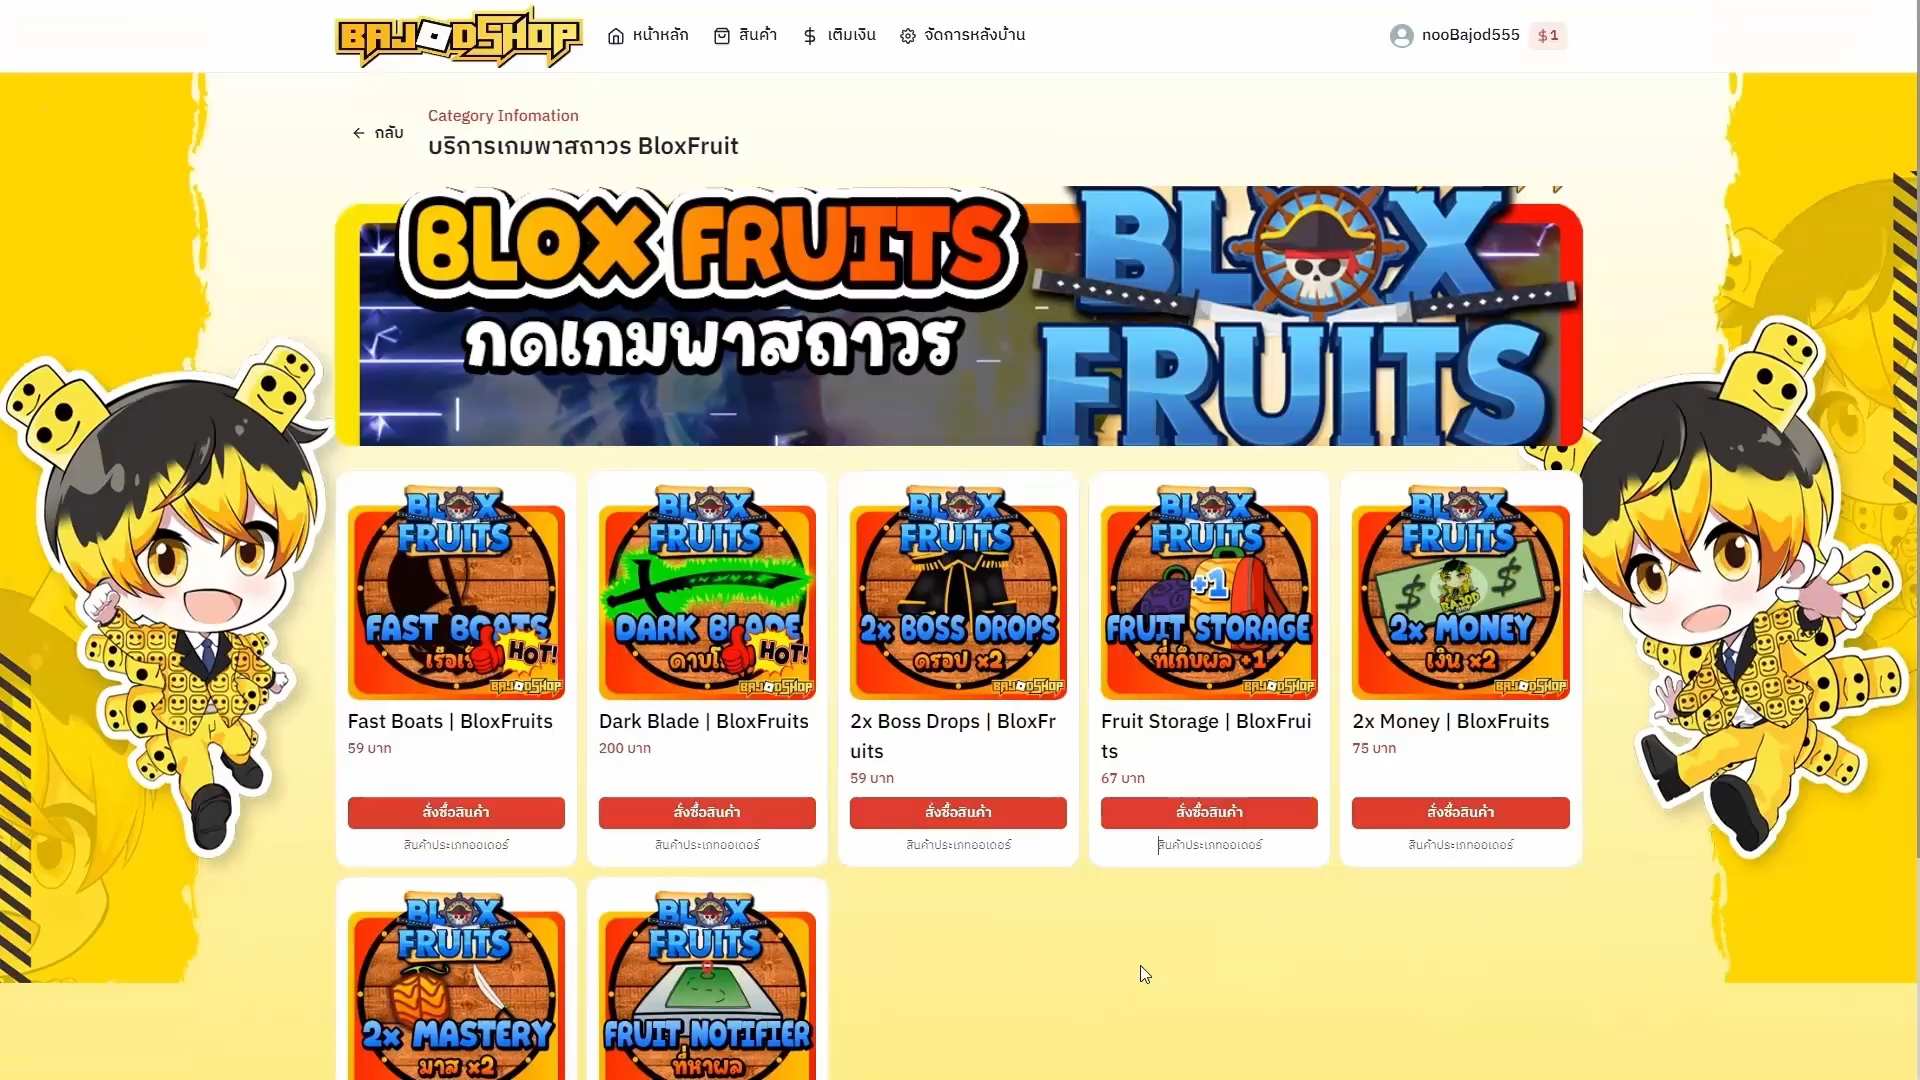 BAJODSHOP
หน้าหลัก
สินค้า
เติมเงิน
จัดการหลังบ้าน
nooBajod555
$1
กลับ
Category Infomation
บริการเกมพาสถาวร BloxFruit
BLOX FRUITS
กดเกมพาสถาวร
BLOX
FRUITS
BLOX
FRUITS
FAST BOATS
HOT!
BAJODSHOP
Fast Boats | BloxFruits
59 บาท
สั่งซื้อสินค้า
สินค้าประเภทออเดอร์
BLOX
FRUITS
DARK BLADE
HOT!
BAJODSHOP
Dark Blade | BloxFruits
200 บาท
สั่งซื้อสินค้า
สินค้าประเภทออเดอร์
BLOX
FRUITS
2x BOSS DROPS
ดรอป x2
BAJODSHOP
2x Boss Drops | BloxFr
uits
59 บาท
สั่งซื้อสินค้า
สินค้าประเภทออเดอร์
BLOX
FRUITS
+1
FRUIT STORAGE
ที่เก็บผล +1
BAJODSHOP
Fruit Storage | BloxFrui
ts
67 บาท
สั่งซื้อสินค้า
สินค้าประเภทออเดอร์
BLOX
FRUITS
$ $
2x MONEY
เงิน x2
BAJODSHOP
2x Money | BloxFruits
75 บาท
สั่งซื้อสินค้า
สินค้าประเภทออเดอร์
BLOX
FRUITS
2x MASTERY
มาส x2
BLOX
FRUITS
FRUIT NOTIFIER
ที่หาผล